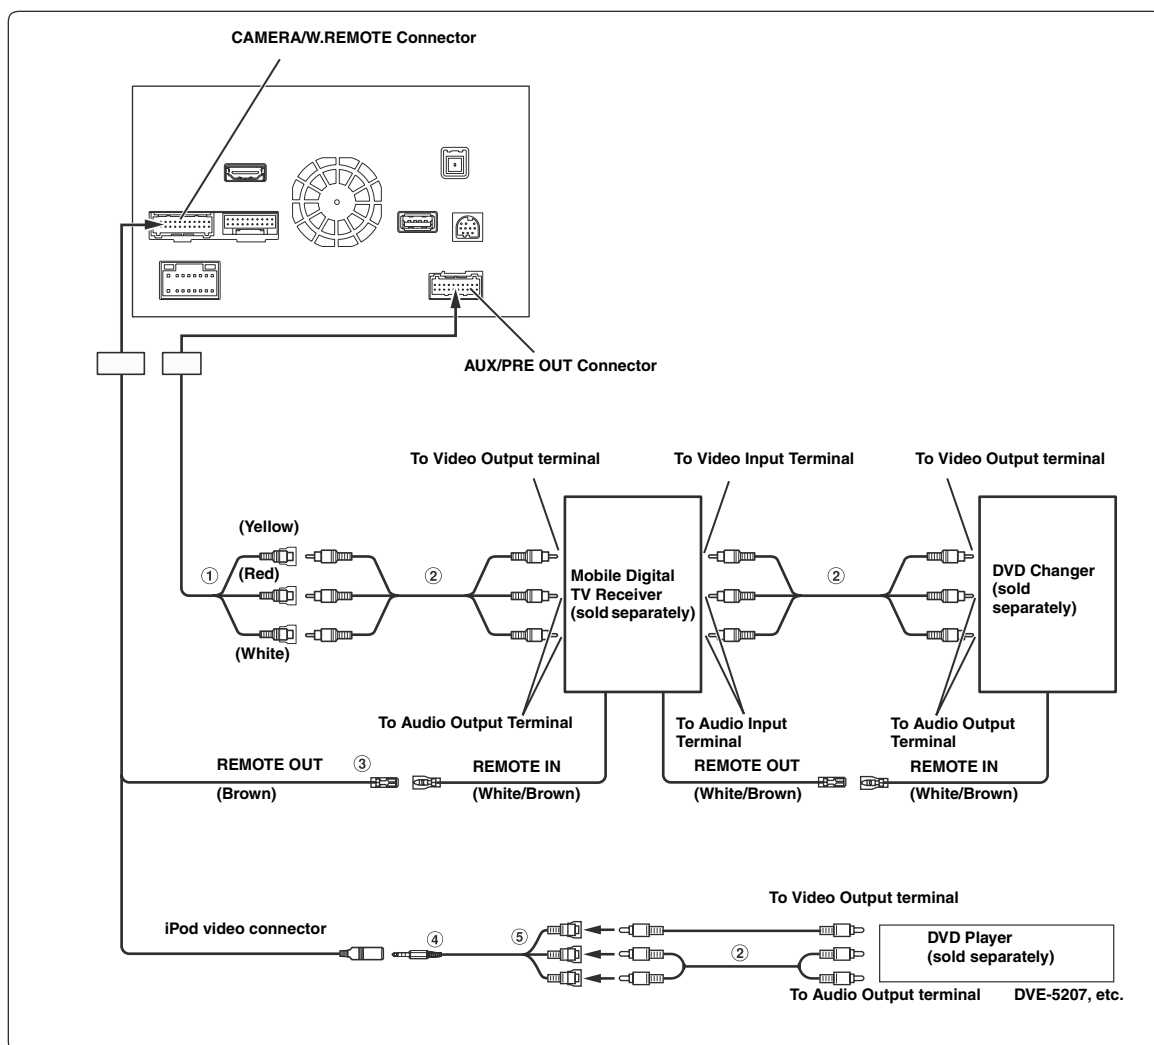 CAMERA/W.REMOTE Connector
AUX/PRE OUT Connector
To Video Output terminal
To Video Input Terminal
To Video Output terminal
(Yellow)
①
(Red)
②
②
Mobile Digital
TV Receiver
(sold separately)
DVD Changer
(sold
separately)
(White)
To Audio Output Terminal
To Audio Input
Terminal
To Audio Output
Terminal
REMOTE OUT
③
REMOTE IN
REMOTE OUT
REMOTE IN
(Brown)
(White/Brown)
(White/Brown)
(White/Brown)
To Video Output terminal
iPod video connector
④
⑤
②
DVD Player
(sold separately)
To Audio Output terminal
DVE-5207, etc.